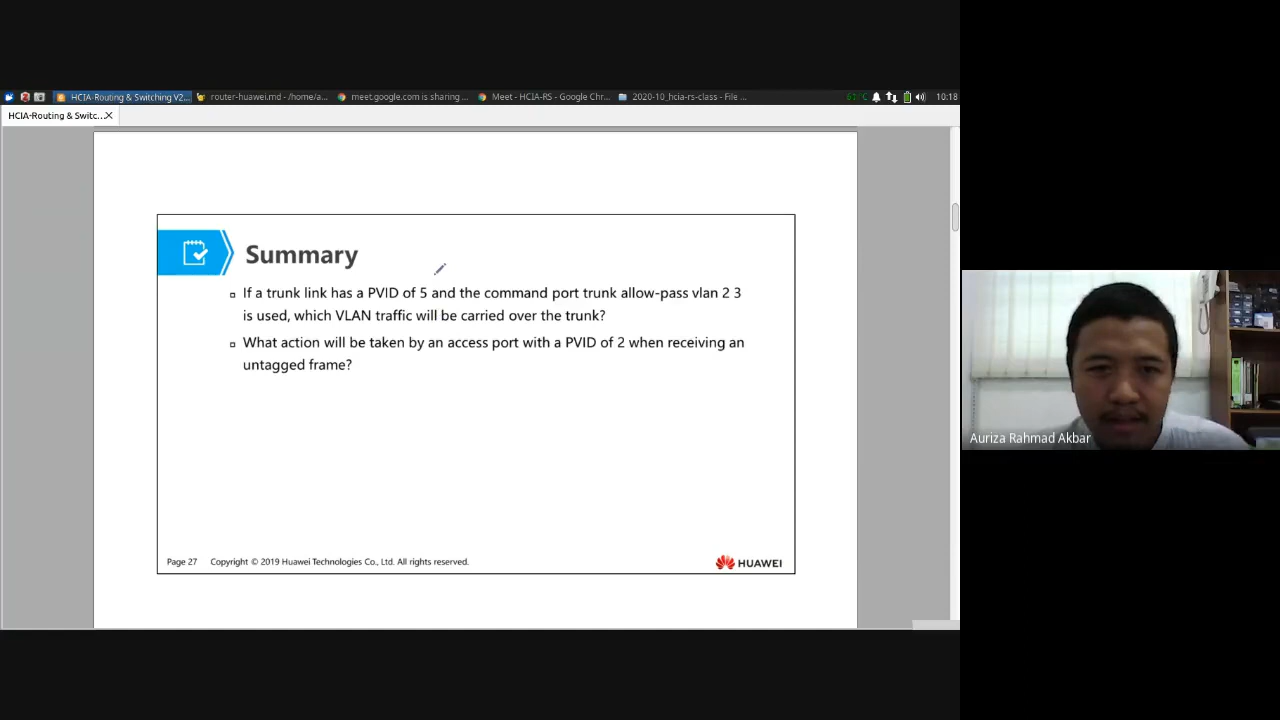 HCIA-Routing & Switching V2...
router-huawei.md - /home/a...
meet.google.com is sharing ...
Meet - HCIA-RS - Google Chr...
2020-10_hcia-rs-class - File ...
61°C
10:18
HCIA-Routing & Switc...
Summary
If a trunk link has a PVID of 5 and the command port trunk allow-pass vlan 2 3
is used, which VLAN traffic will be carried over the trunk?
What action will be taken by an access port with a PVID of 2 when receiving an
untagged frame?
Page 27 Copyright © 2019 Huawei Technologies Co., Ltd. All rights reserved.
HUAWEI
Auriza Rahmad Akbar